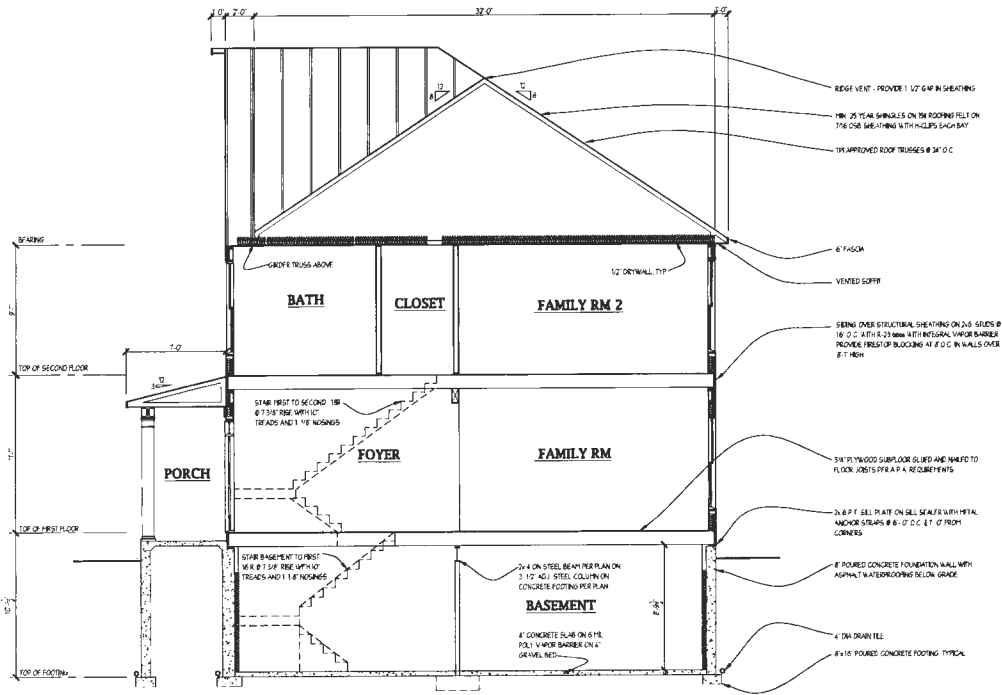 1'-0"
2'-0"
32'-0"
1'-0"
12
8
12
8
RIDGE VENT - PROVIDE 1 1/2" GAP IN SHEATHING
MIN. 25 YEAR SHINGLES ON 15# ROOFING FELT ON
7/16 OSB SHEATHING WITH H-CLIPS EACH BAY
TPI APPROVED ROOF TRUSSES @ 24" O.C.
BEARING
GIRDER TRUSS ABOVE
1/2" DRYWALL, TYP
6" FASCIA
VENTED SOFFIT
BATH
CLOSET
FAMILY RM 2
SIDING OVER STRUCTURAL SHEATHING ON 2x6 STUDS @
16" O.C. WITH R-23 WITH INTEGRAL VAPOR BARRIER
PROVIDE FIRESTOP BLOCKING AT 8' O.C. IN WALLS OVER
8'-1" HIGH
7'-0"
TOP OF SECOND FLOOR
12
3
STAIR FIRST TO SECOND 18R
@ 7 3/8" RISE WITH 10"
TREADS AND 1 1/8" NOSINGS
FOYER
FAMILY RM
PORCH
3/4" PLYWOOD SUBFLOOR GLUED AND NAILED TO
FLOOR JOISTS PER A.P.A. REQUIREMENTS
TOP OF FIRST FLOOR
2x6 P.T. SILL PLATE ON SILL SEALER WITH METAL
ANCHOR STRAPS @ 6'-0" O.C. & 1'-0" FROM
CORNERS
STAIR BASEMENT TO FIRST
16 R @ 7 3/8" RISE WITH 10"
TREADS AND 1 1/8" NOSINGS
2x4 ON STEEL BEAM PER PLAN ON
3 1/2" ADJ. STEEL COLUMN ON
CONCRETE FOOTING PER PLAN
8" POURED CONCRETE FOUNDATION WALL WITH
ASPHALT WATERPROOFING BELOW GRADE
BASEMENT
4" CONCRETE SLAB ON 6 MIL
POLY VAPOR BARRIER ON 4"
GRAVEL BED
4" DIA DRAIN TILE
8"x16" POURED CONCRETE FOOTING TYPICAL
TOP OF FOOTING